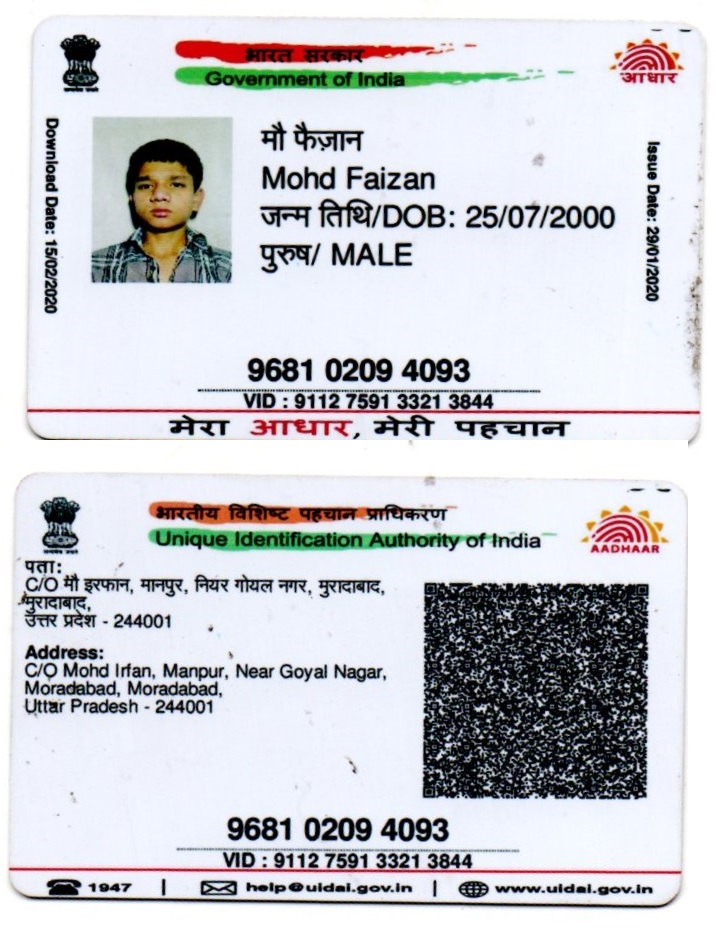 भारत सरकार
Government of India
आधार
Download Date: 15/02/2020
मौ फैज़ान
Mohd Faizan
जन्म तिथि/DOB: 25/07/2000
पुरुष/ MALE
Issue Date: 29/01/2020
9681 0209 4093
VID : 9112 7591 3321 3844
मेरा आधार, मेरी पहचान
भारतीय विशिष्ट पहचान प्राधिकरण
Unique Identification Authority of India
AADHAAR
पता:
C/O मौ इरफान, मानपुर, नियर गोयल नगर, मुरादाबाद,
मुरादाबाद,
उत्तर प्रदेश - 244001
Address:
C/O Mohd Irfan, Manpur, Near Goyal Nagar,
Moradabad, Moradabad,
Uttar Pradesh - 244001
9681 0209 4093
VID : 9112 7591 3321 3844
1947 | help@uidai.gov.in | www.uidai.gov.in